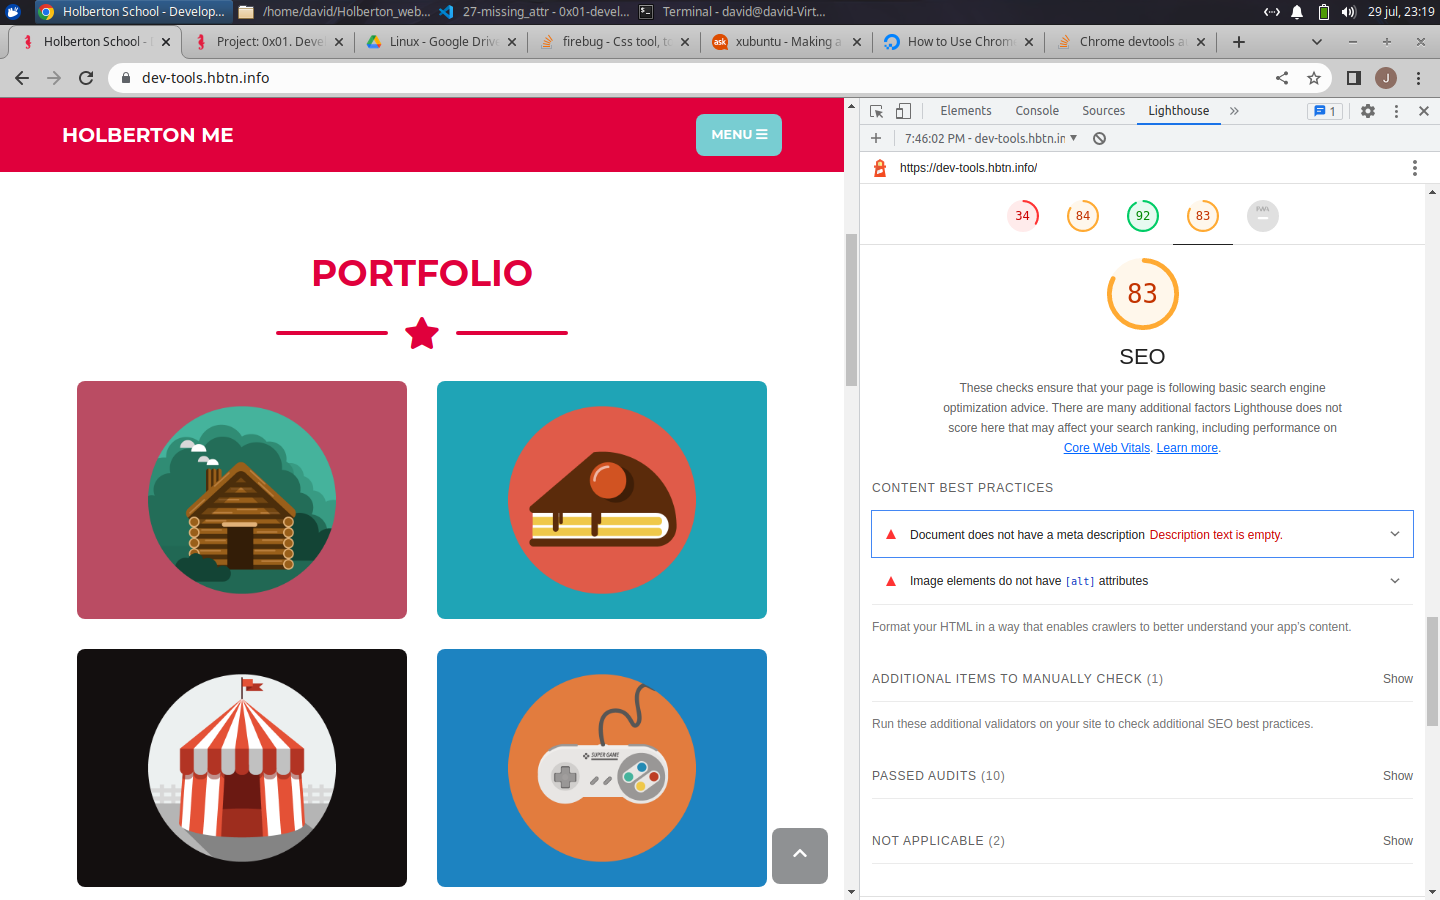 Holberton School - Develop...
/home/david/Holberton_web...
27-missing_attr - 0x01-devel...
Terminal - david@david-Virt...
29 jul, 23:19
Holberton School -
Project: 0x01. Deve
Linux - Google Drive
firebug - Css tool, to
ask
xubuntu - Making a
How to Use Chrome
Chrome devtools a
dev-tools.hbtn.info
J
HOLBERTON ME
MENU
PORTFOLIO
SUPER GAME
Elements
Console
Sources
Lighthouse
1
7:46:02 PM - dev-tools.hbtn.in
https://dev-tools.hbtn.info/
34
84
92
83
PWA
83
SEO
These checks ensure that your page is following basic search engine
optimization advice. There are many additional factors Lighthouse does not
score here that may affect your search ranking, including performance on
Core Web Vitals. Learn more.
CONTENT BEST PRACTICES
Document does not have a meta description Description text is empty.
Image elements do not have [alt] attributes
Format your HTML in a way that enables crawlers to better understand your app's content.
ADDITIONAL ITEMS TO MANUALLY CHECK (1)
Show
Run these additional validators on your site to check additional SEO best practices.
PASSED AUDITS (10)
Show
NOT APPLICABLE (2)
Show